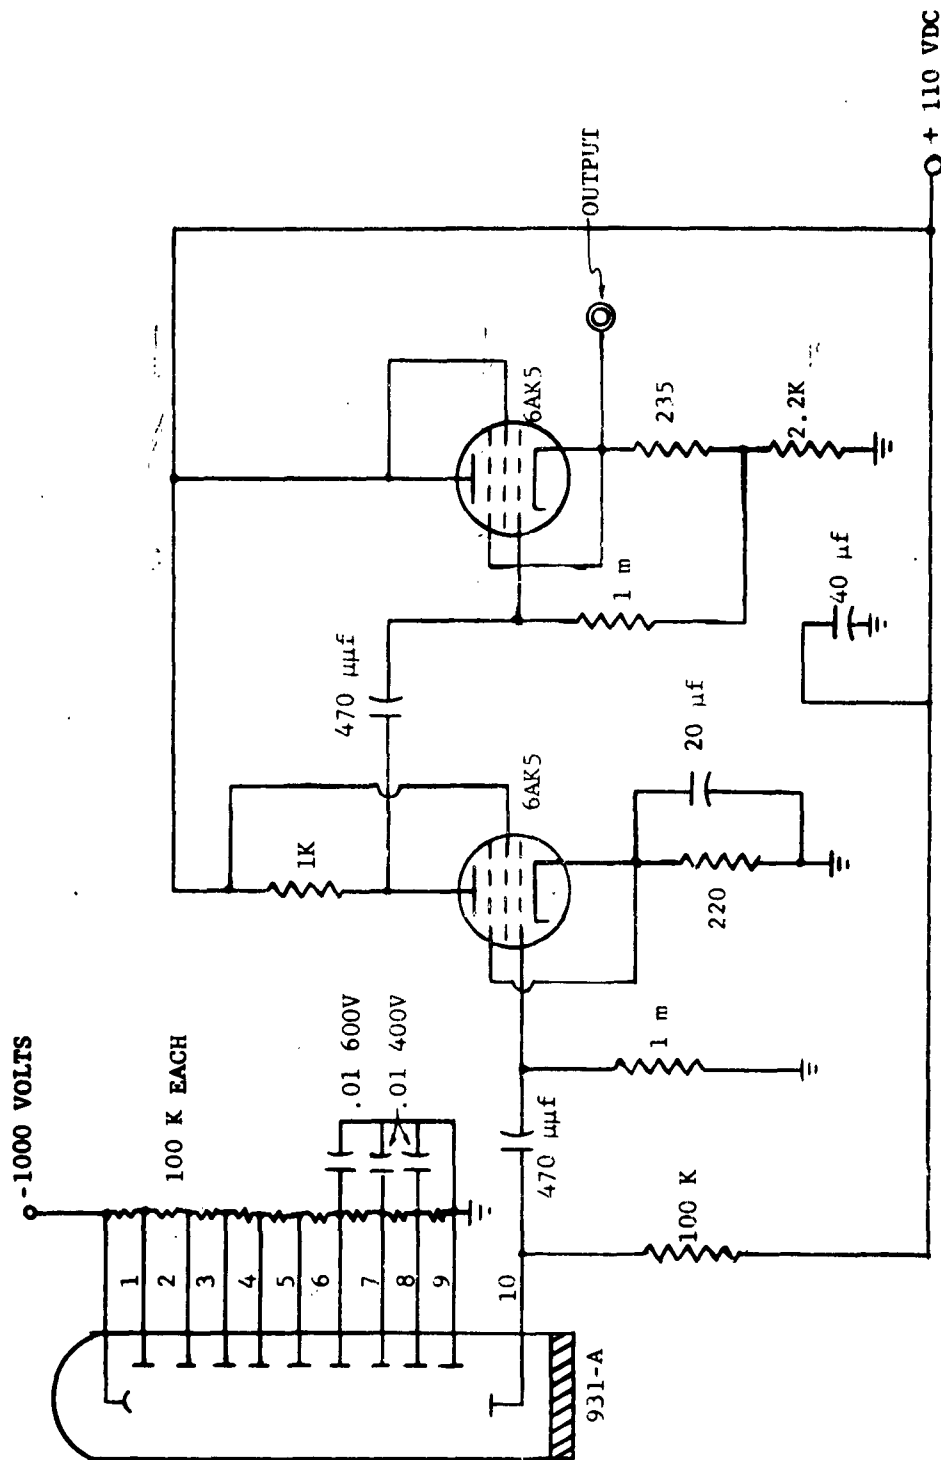 -1000 VOLTS
100 K EACH
.01 600V
.01 400V
1
2
3
4
5
6
7
8
9
10
931-A
470 µµf
100 K
1 m
1K
6AK5
220
20 µf
470 µµf
1 m
6AK5
235
2.2K
OUTPUT
40 µf
+ 110 VDC